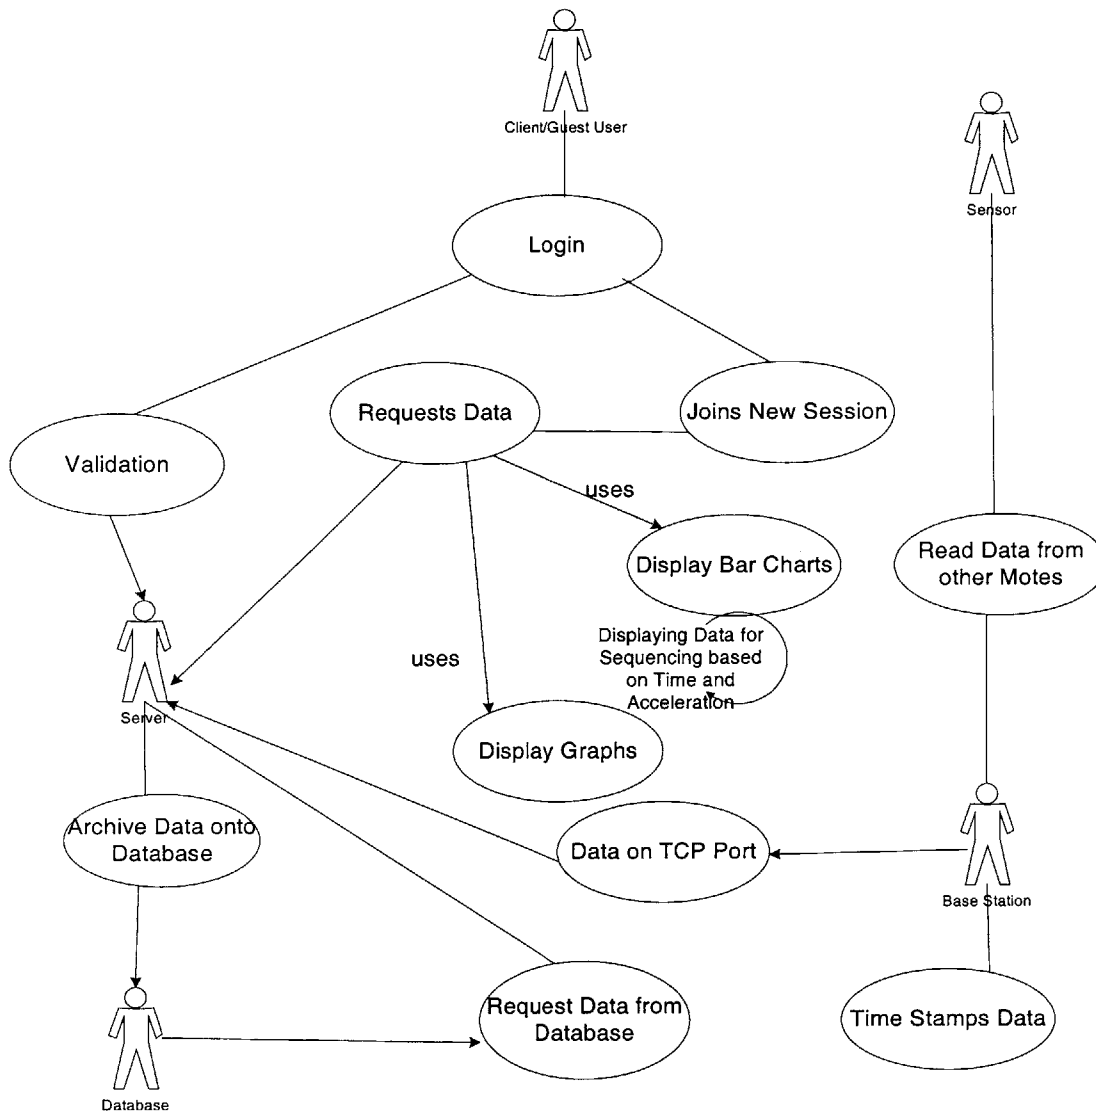 Client/Guest User
Sensor
Login
Requests Data
Joins New Session
Validation
uses
Display Bar Charts
Read Data from
other Motes
Displaying Data for
Sequencing based
on Time and
Acceleration
uses
Server
Display Graphs
Archive Data onto
Database
Data on TCP Port
Base Station
Request Data from
Database
Time Stamps Data
Database